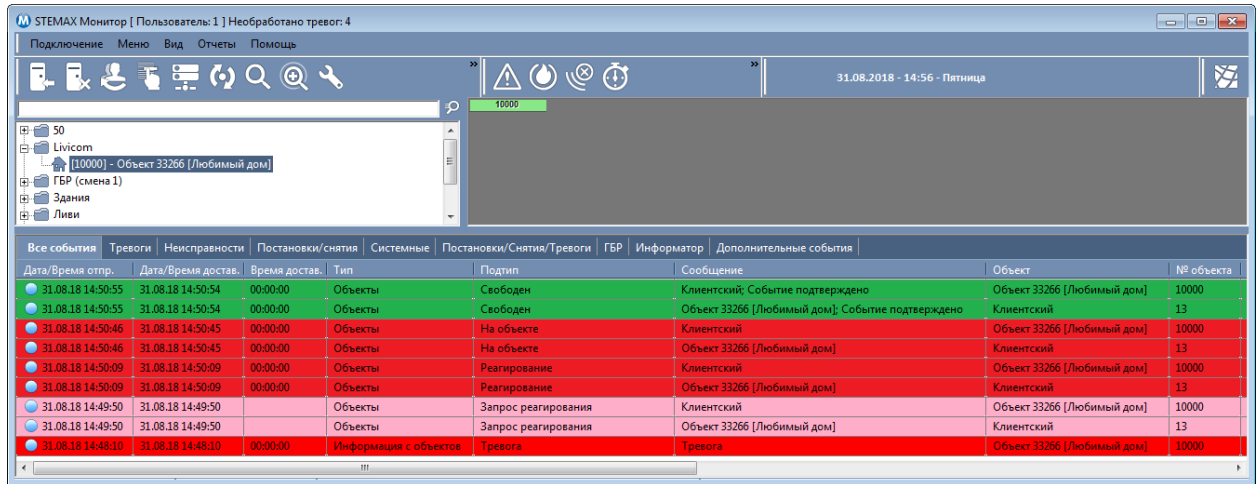 STEMAX Монитор [ Пользователь: 1 ] Необработано тревог: 4
Подключение Меню Вид Отчеты Помощь
» » 31.08.2018 - 14:56 - Пятница
10000
50
Livicom
[10000] - Объект 33266 [Любимый дом]
ГБР (смена 1)
Здания
Ливи
Все события Тревоги Неисправности Постановки/снятия Системные Постановки/Снятия/Тревоги ГБР Информатор Дополнительные события
Дата/Время отпр. Дата/Время достав. Время достав. Тип Подтип Сообщение Объект № объекта
31.08.18 14:50:55 31.08.18 14:50:54 00:00:00 Объекты Свободен Клиентский; Событие подтверждено Объект 33266 [Любимый дом] 10000
31.08.18 14:50:55 31.08.18 14:50:54 00:00:00 Объекты Свободен Объект 33266 [Любимый дом]; Событие подтверждено Клиентский 13
31.08.18 14:50:46 31.08.18 14:50:45 00:00:00 Объекты На объекте Клиентский Объект 33266 [Любимый дом] 10000
31.08.18 14:50:46 31.08.18 14:50:45 00:00:00 Объекты На объекте Объект 33266 [Любимый дом] Клиентский 13
31.08.18 14:50:09 31.08.18 14:50:09 00:00:00 Объекты Реагирование Клиентский Объект 33266 [Любимый дом] 10000
31.08.18 14:50:09 31.08.18 14:50:09 00:00:00 Объекты Реагирование Объект 33266 [Любимый дом] Клиентский 13
31.08.18 14:49:50 31.08.18 14:49:50 Объекты Запрос реагирования Клиентский Объект 33266 [Любимый дом] 10000
31.08.18 14:49:50 31.08.18 14:49:50 Объекты Запрос реагирования Объект 33266 [Любимый дом] Клиентский 13
31.08.18 14:48:10 31.08.18 14:48:10 00:00:00 Информация с объектов Тревога Тревога Объект 33266 [Любимый дом] 10000